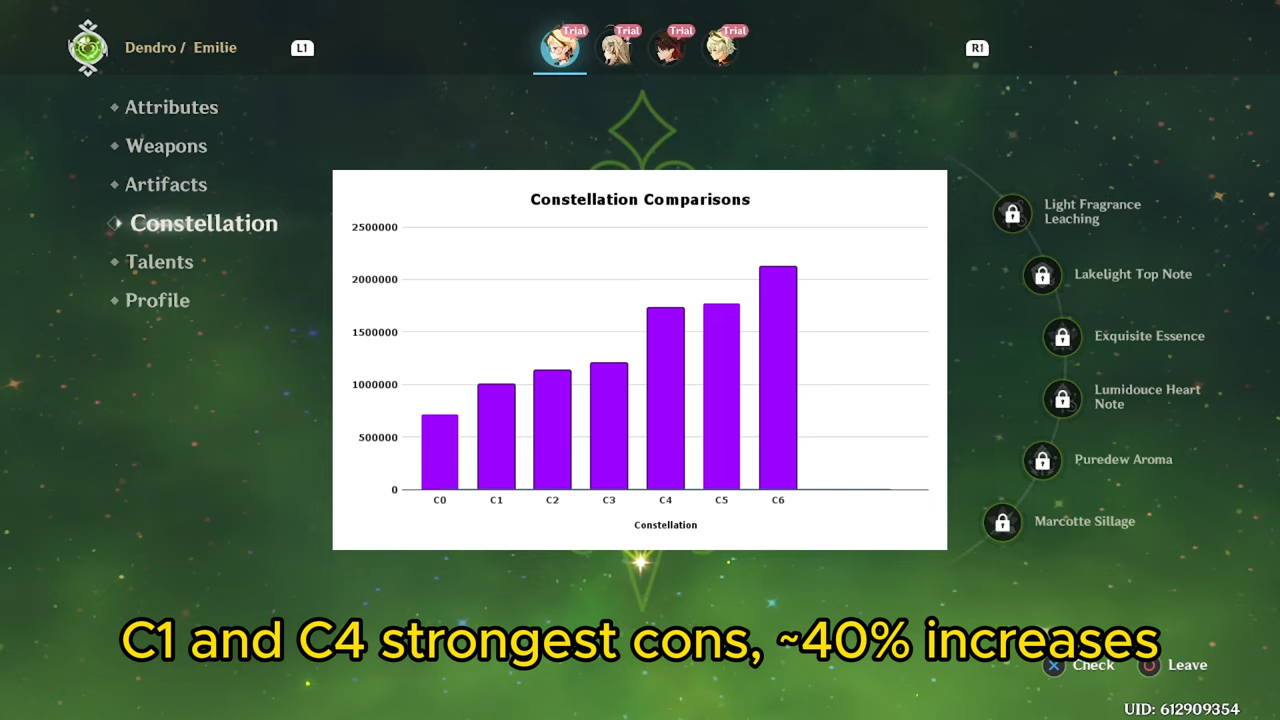 Dendro / Emilie
L1
Trial
Trial
Trial
Trial
R1
Attributes
Weapons
Artifacts
Constellation
Talents
Profile
Constellation Comparisons
2500000
2000000
1500000
1000000
500000
0
C0 C1 C2 C3 C4 C5 C6
Constellation
Light Fragrance
Leaching
Lakelight Top Note
Exquisite Essence
Lumidouce Heart
Note
Puredew Aroma
Marcotte Sillage
C1 and C4 strongest cons, ~40% increases
Check
Leave
UID: 612909354